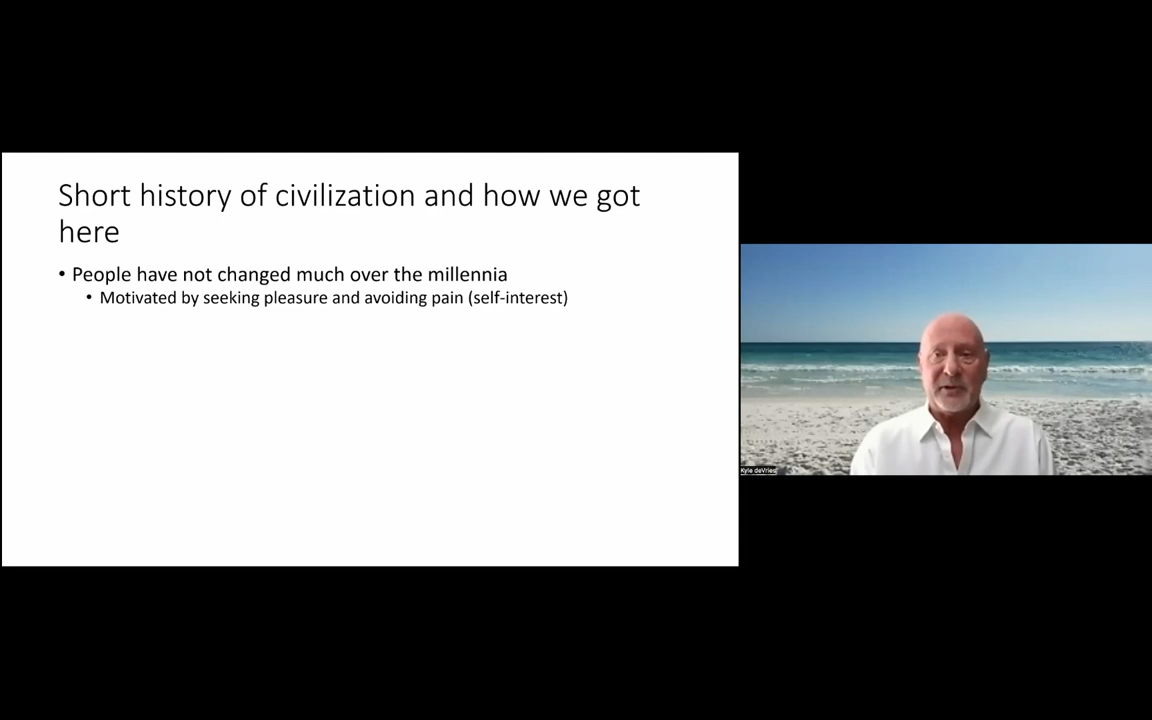 Short history of civilization and how we got
here
• People have not changed much over the millennia
• Motivated by seeking pleasure and avoiding pain (self-interest)
Kyle deVries